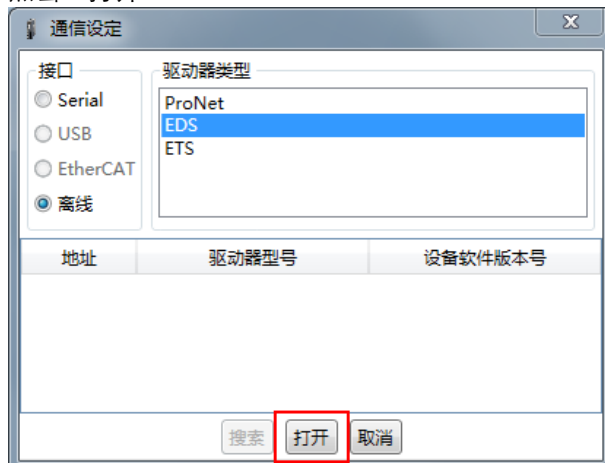 通信设定
接口
驱动器类型
Serial
USB
EtherCAT
离线
ProNet
EDS
ETS
地址 驱动器型号 设备软件版本号
搜索 打开 取消